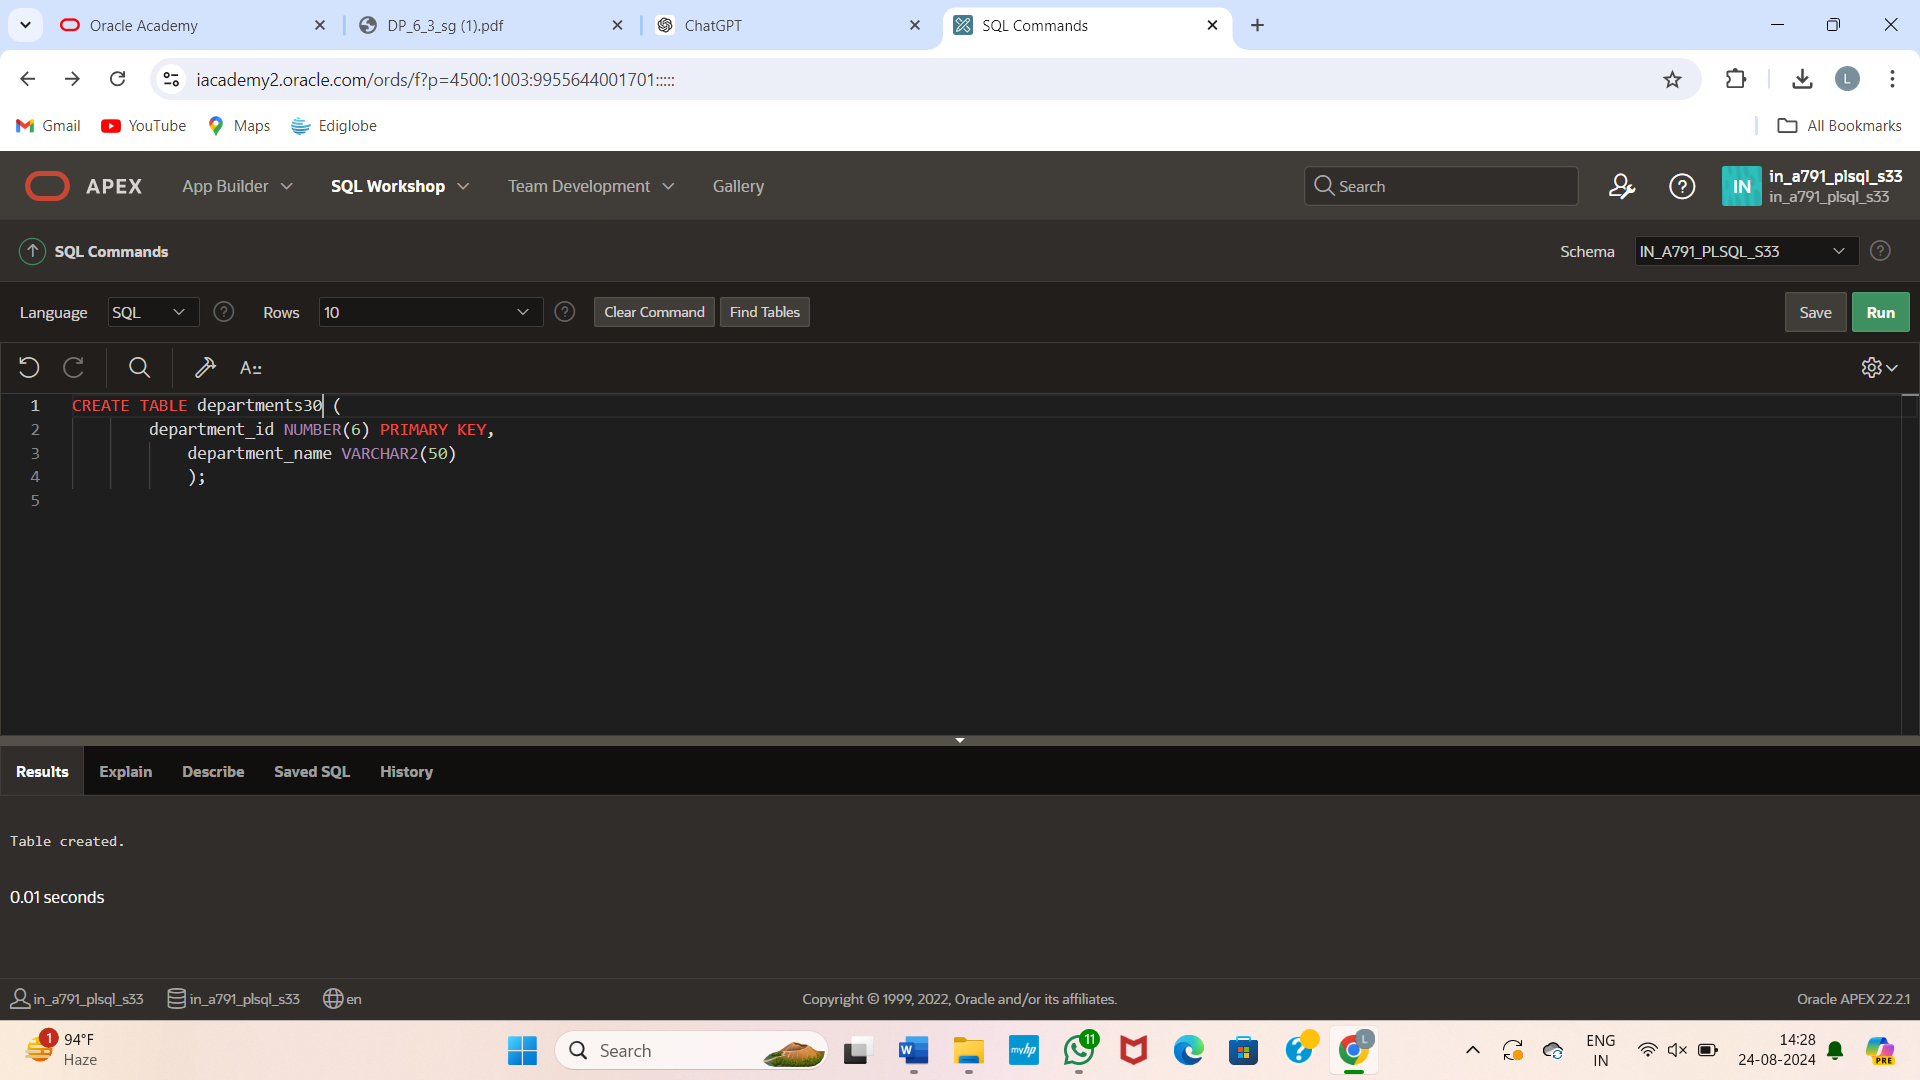 Oracle Academy
DP_6_3_sg (1).pdf
ChatGPT
SQL Commands
iacademy2.oracle.com/ords/f?p=4500:1003:9955644001701:::::
L
Gmail
YouTube
Maps
Ediglobe
All Bookmarks
APEX
App Builder
SQL Workshop
Team Development
Gallery
Search
IN
in_a791_plsql_s33
in_a791_plsql_s33
SQL Commands
Schema
IN_A791_PLSQL_S33
Language
SQL
Rows
10
Clear Command
Find Tables
Save
Run
A::
1 CREATE TABLE departments30 (
2 department_id NUMBER(6) PRIMARY KEY,
3 department_name VARCHAR2(50)
4 );
5
Results
Explain
Describe
Saved SQL
History
Table created.
0.01 seconds
in_a791_plsql_s33
in_a791_plsql_s33
en
Copyright © 1999, 2022, Oracle and/or its affiliates.
Oracle APEX 22.2.1
1
94°F
Haze
Search
W
myhp
11
L
ENG
IN
14:28
24-08-2024
PRE